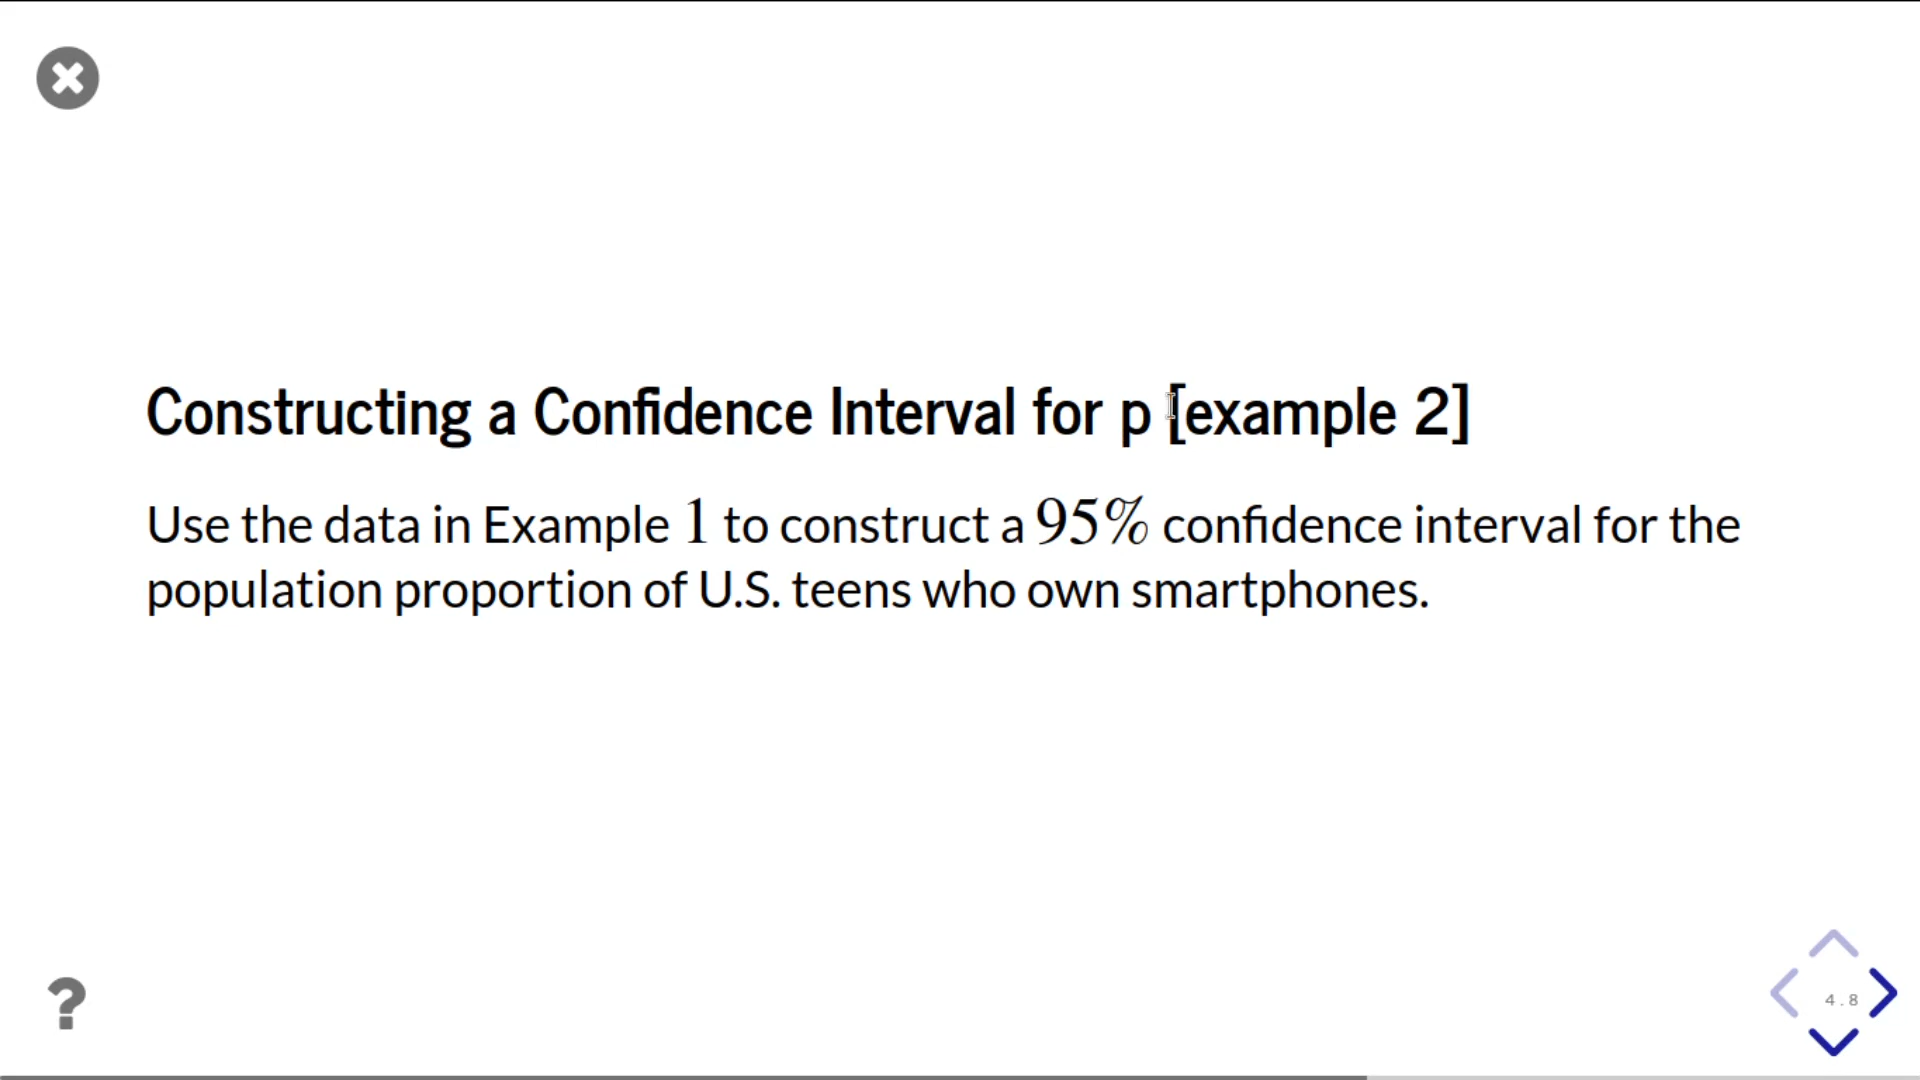 Constructing a Confidence Interval for p [example 2]
Use the data in Example 1 to construct a 95% confidence interval for the
population proportion of U.S. teens who own smartphones.
?
4.8